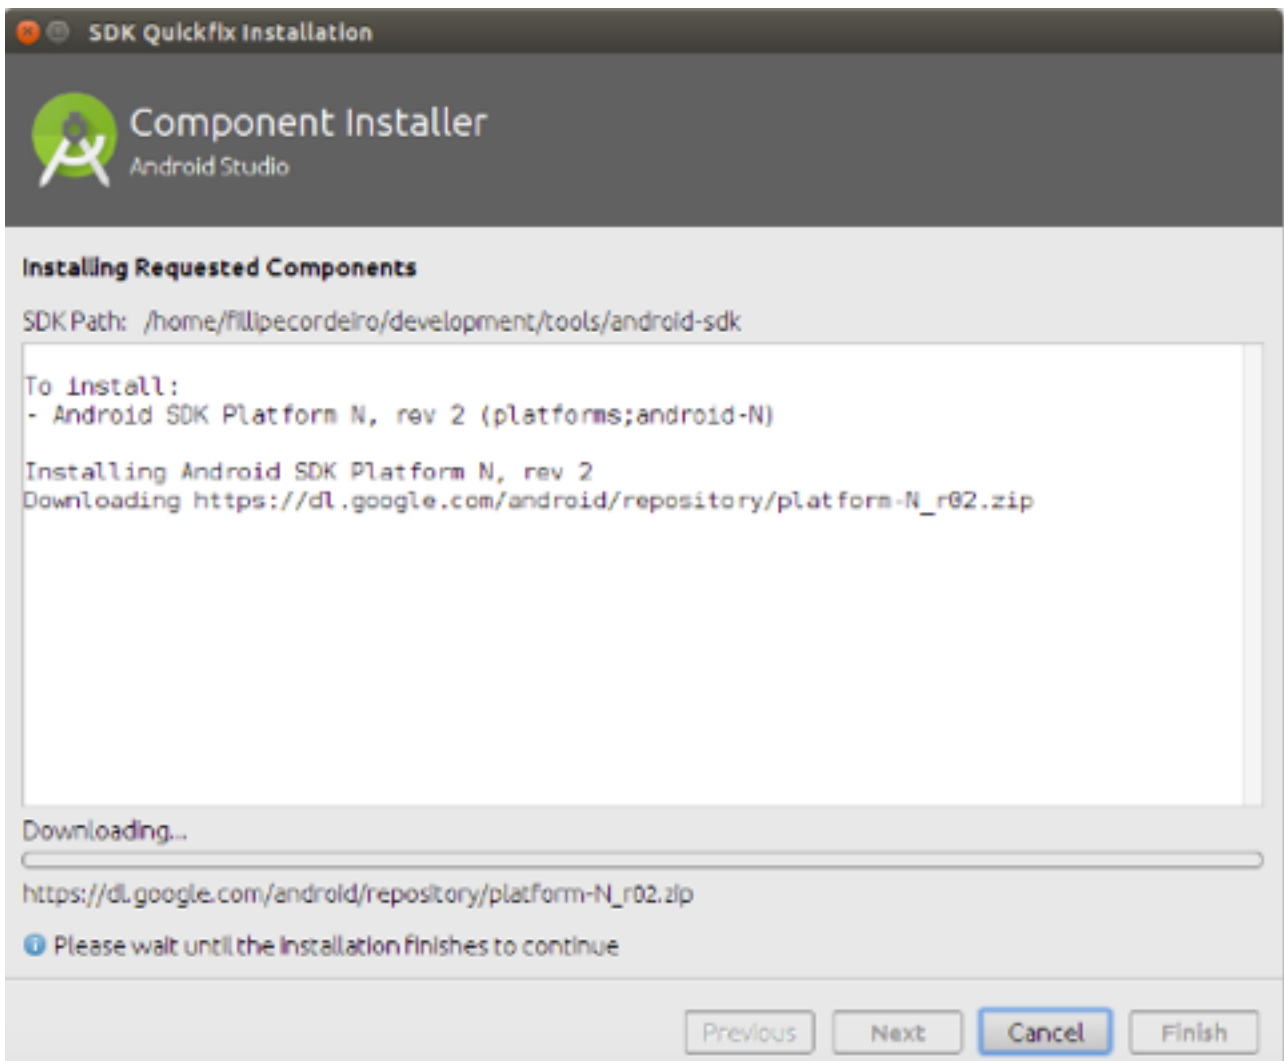 SDK Quickfix Installation
Component Installer
Android Studio
Installing Requested Components
SDK Path: /home/fillipecordeiro/development/tools/android-sdk
To install:
- Android SDK Platform N, rev 2 (platforms;android-N)
Installing Android SDK Platform N, rev 2
Downloading https://dl.google.com/android/repository/platform-N_r02.zip
Downloading...
https://dl.google.com/android/repository/platform-N_r02.zip
Please wait until the installation finishes to continue
Previous Next Cancel Finish